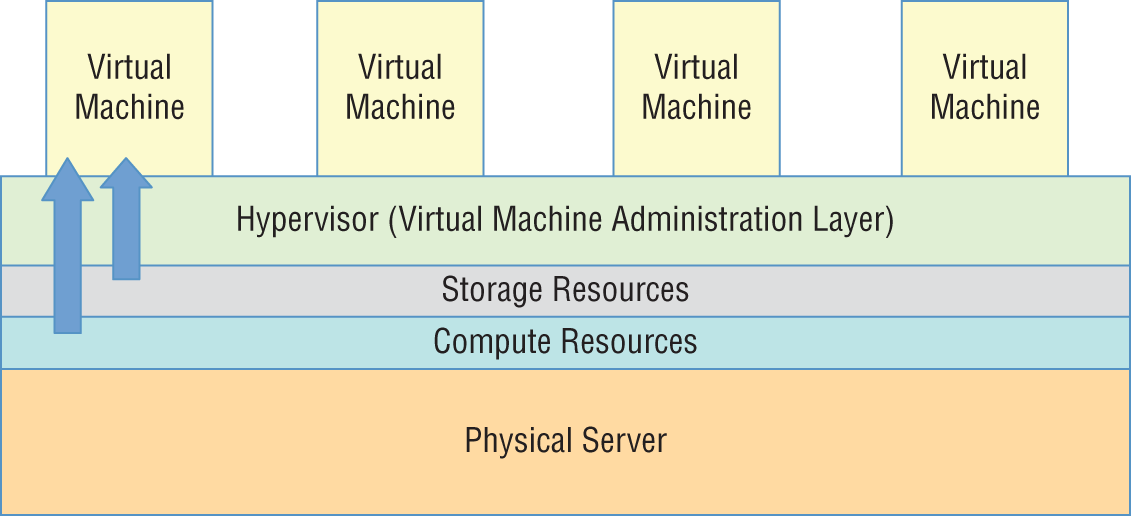 Virtual
Machine
Virtual
Machine
Virtual
Machine
Virtual
Machine
Hypervisor (Virtual Machine Administration Layer)
Storage Resources
Compute Resources
Physical Server